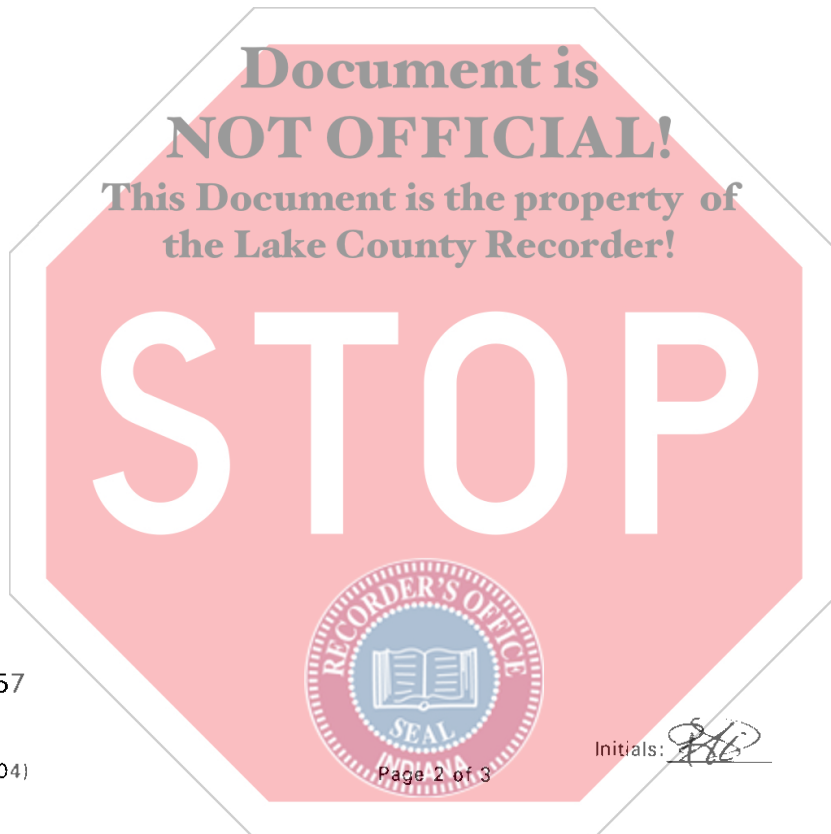 Document is
NOT OFFICIAL!
This Document is the property of
the Lake County Recorder!
STOP
RECORDER'S OFFICE
SEAL
INDIANA
57
Initials:
04)
Page 2 of 3